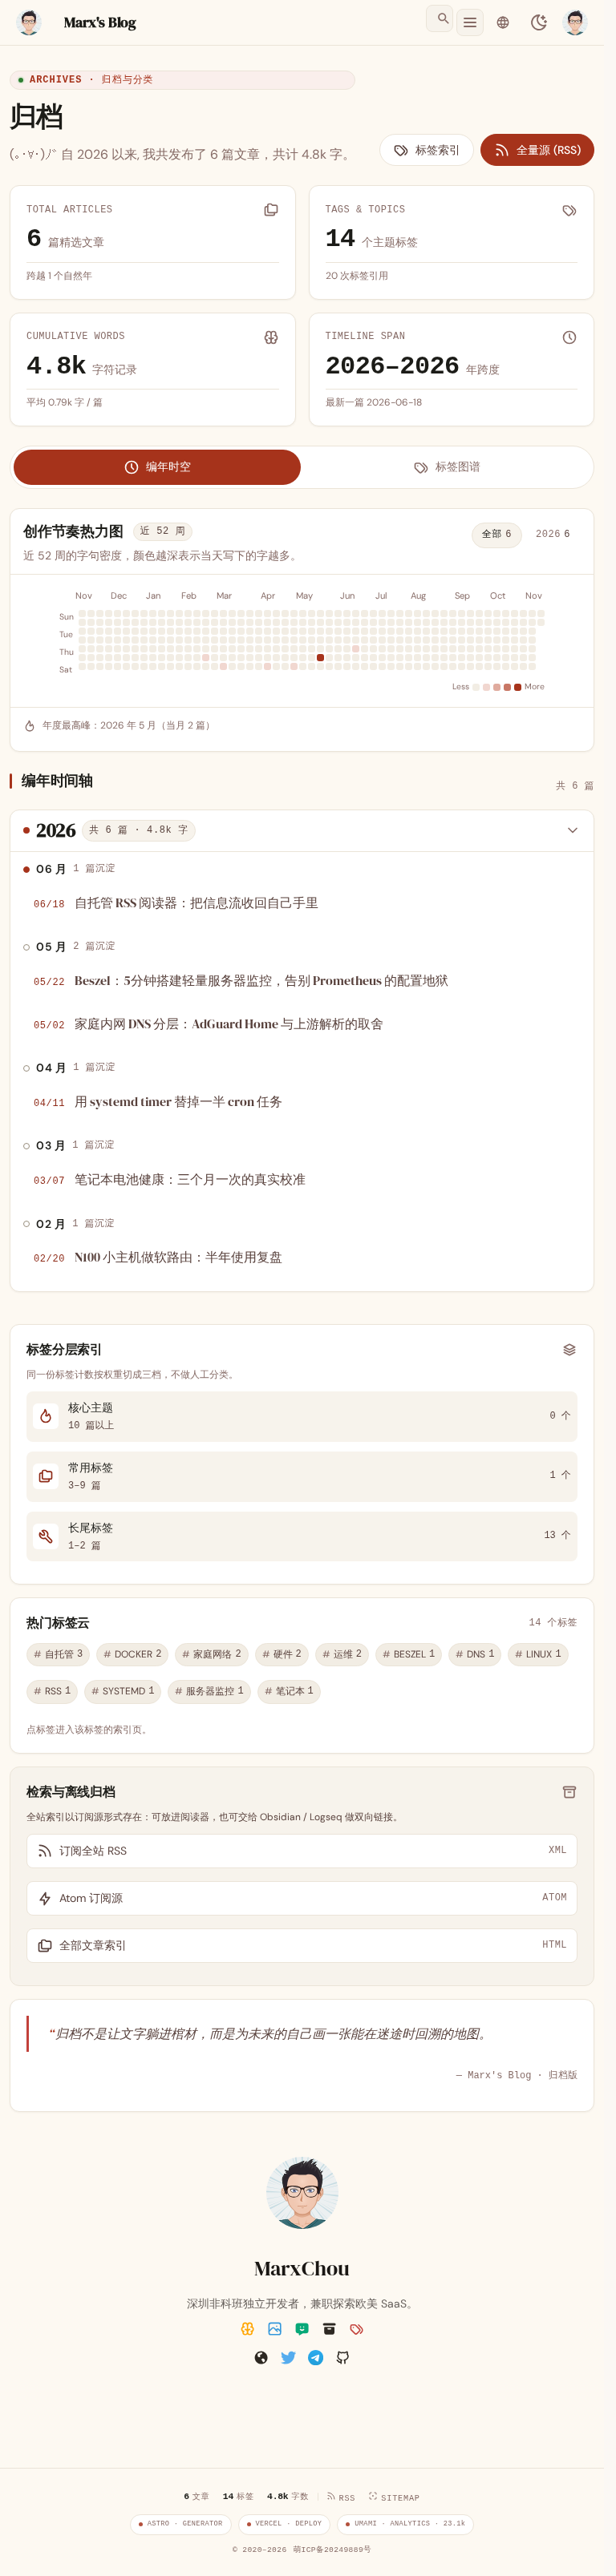 Marx's Blog
ARCHIVES · 归档与分类
归档
(｡･∀･)ﾉﾞ 自 2026 以来, 我共发布了 6 篇文章，共计 4.8k 字。
标签索引
全量源 (RSS)
TOTAL ARTICLES
6 篇精选文章
跨越 1 个自然年
TAGS & TOPICS
14 个主题标签
20 次标签引用
CUMULATIVE WORDS
4.8k 字符记录
平均 0.79k 字 / 篇
TIMELINE SPAN
2026–2026 年跨度
最新一篇 2026-06-18
编年时空
标签图谱
创作节奏热力图 近 52 周
近 52 周的字句密度，颜色越深表示当天写下的字越多。
全部 6
2026 6
Nov Dec Jan Feb Mar Apr May Jun Jul Aug Sep Oct Nov
Sun
Tue
Thu
Sat
Less More
年度最高峰：2026 年 5 月（当月 2 篇）
编年时间轴
共 6 篇
2026 共 6 篇 · 4.8k 字
06 月 1 篇沉淀
06/18 自托管 RSS 阅读器：把信息流收回自己手里
05 月 2 篇沉淀
05/22 Beszel：5分钟搭建轻量服务器监控，告别 Prometheus 的配置地狱
05/02 家庭内网 DNS 分层：AdGuard Home 与上游解析的取舍
04 月 1 篇沉淀
04/11 用 systemd timer 替掉一半 cron 任务
03 月 1 篇沉淀
03/07 笔记本电池健康：三个月一次的真实校准
02 月 1 篇沉淀
02/20 N100 小主机做软路由：半年使用复盘
标签分层索引
同一份标签计数按权重切成三档，不做人工分类。
核心主题
10 篇以上
0 个
常用标签
3–9 篇
1 个
长尾标签
1–2 篇
13 个
热门标签云
14 个标签
# 自托管 3 # DOCKER 2 # 家庭网络 2 # 硬件 2 # 运维 2 # BESZEL 1 # DNS 1 # LINUX 1
# RSS 1 # SYSTEMD 1 # 服务器监控 1 # 笔记本 1
点标签进入该标签的索引页。
检索与离线归档
全站索引以订阅源形式存在：可放进阅读器，也可交给 Obsidian / Logseq 做双向链接。
订阅全站 RSS XML
Atom 订阅源 ATOM
全部文章索引 HTML
“归档不是让文字躺进棺材，而是为未来的自己画一张能在迷途时回溯的地图。
— Marx's Blog · 归档版
MarxChou
深圳非科班独立开发者，兼职探索欧美 SaaS。
6 文章 14 标签 4.8k 字数 RSS SITEMAP
ASTRO · GENERATOR VERCEL · DEPLOY UMAMI · ANALYTICS · 23.1k
© 2020-2026 萌ICP备20249889号